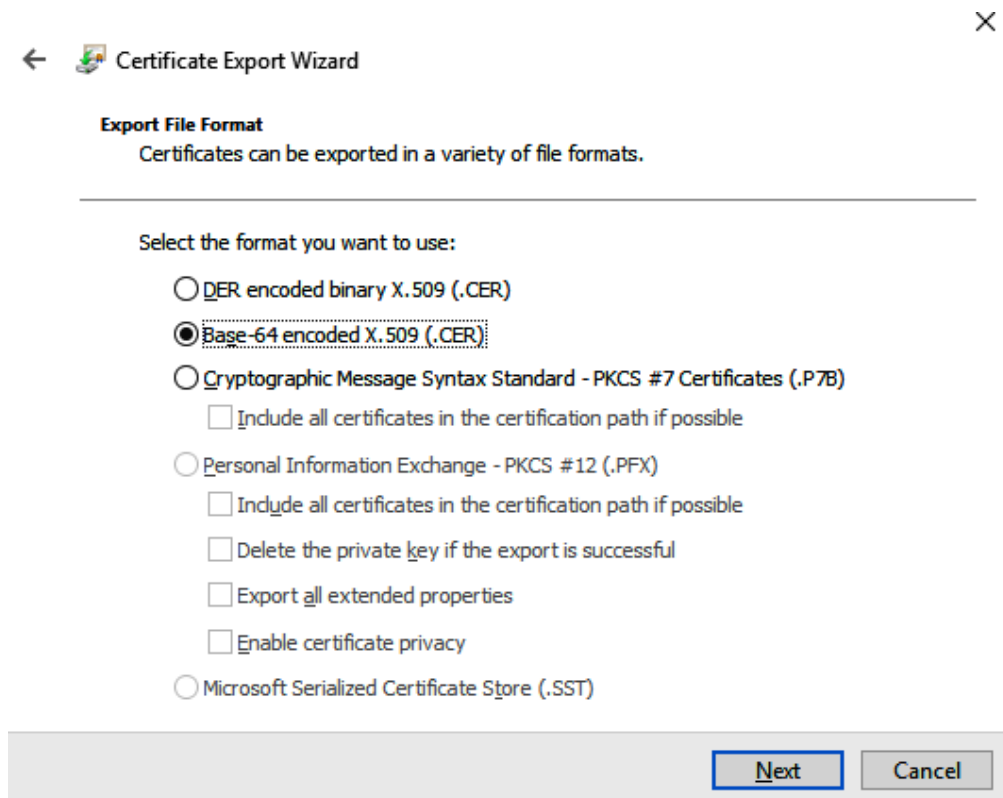 Certificate Export Wizard
Export File Format
Certificates can be exported in a variety of file formats.
Select the format you want to use:
DER encoded binary X.509 (.CER)
Base-64 encoded X.509 (.CER)
Cryptographic Message Syntax Standard - PKCS #7 Certificates (.P7B)
Include all certificates in the certification path if possible
Personal Information Exchange - PKCS #12 (.PFX)
Include all certificates in the certification path if possible
Delete the private key if the export is successful
Export all extended properties
Enable certificate privacy
Microsoft Serialized Certificate Store (.SST)
Next Cancel